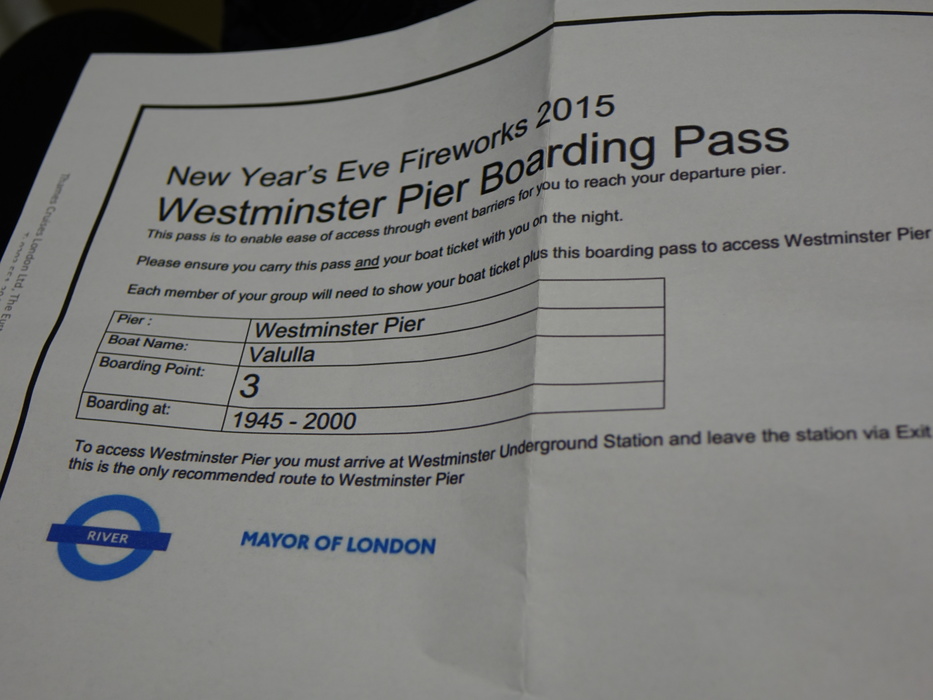 New Year's Eve Fireworks 2015
Westminster Pier Boarding Pass
This pass is to enable ease of access through event barriers for you to reach your departure pier.
Please ensure you carry this pass and your boat ticket with you on the night.
Each member of your group will need to show your boat ticket plus this boarding pass to access Westminster Pier
Pier : Westminster Pier
Boat Name: Valulla
Boarding Point: 3
Boarding at: 1945 - 2000
To access Westminster Pier you must arrive at Westminster Underground Station and leave the station via Exit
this is the only recommended route to Westminster Pier
RIVER
MAYOR OF LONDON
Thames Cruises London Ltd, The